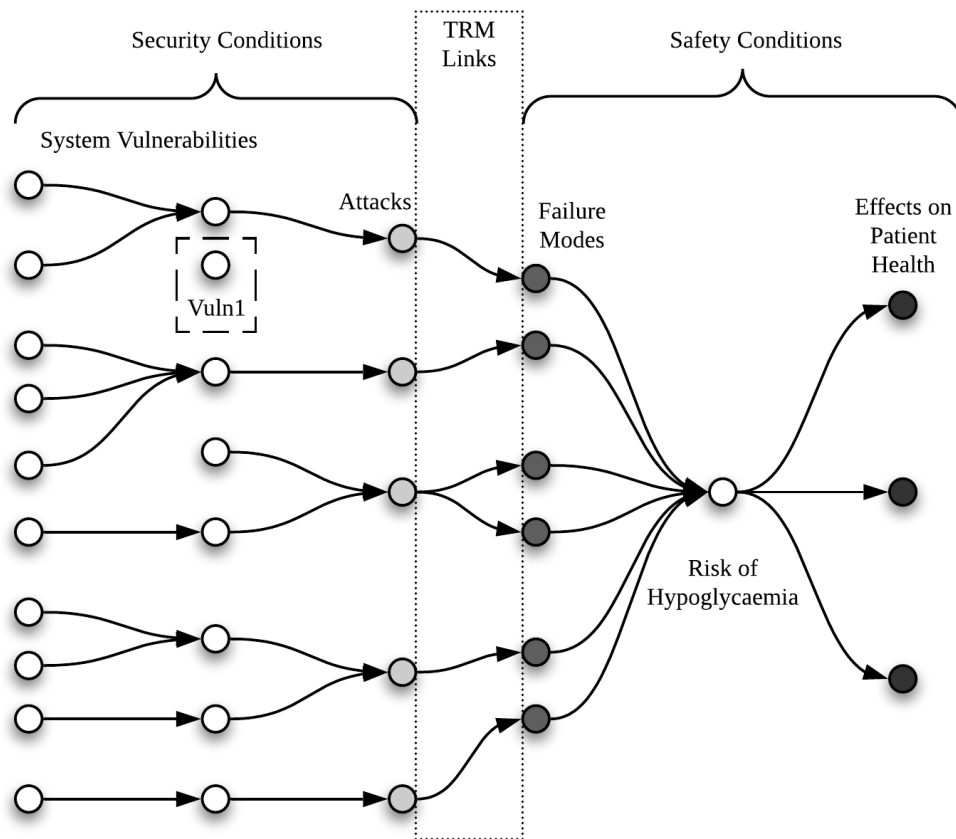 Security Conditions
TRM
Links
Safety Conditions
System Vulnerabilities
Attacks
Failure
Modes
Effects on
Patient
Health
Vuln1
Risk of
Hypoglycaemia